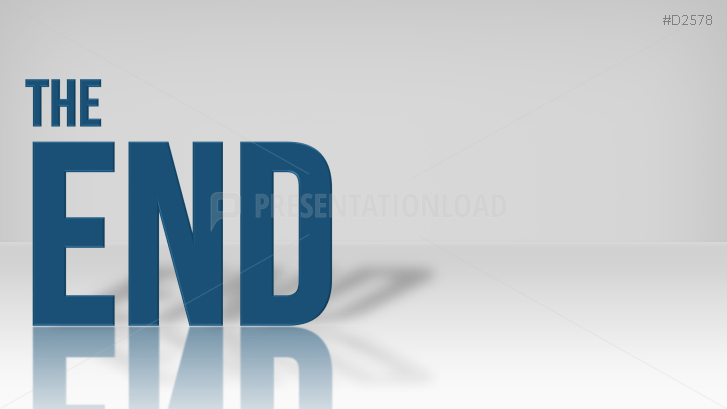 #D2578
THE
END
PRESENTATIONLOAD